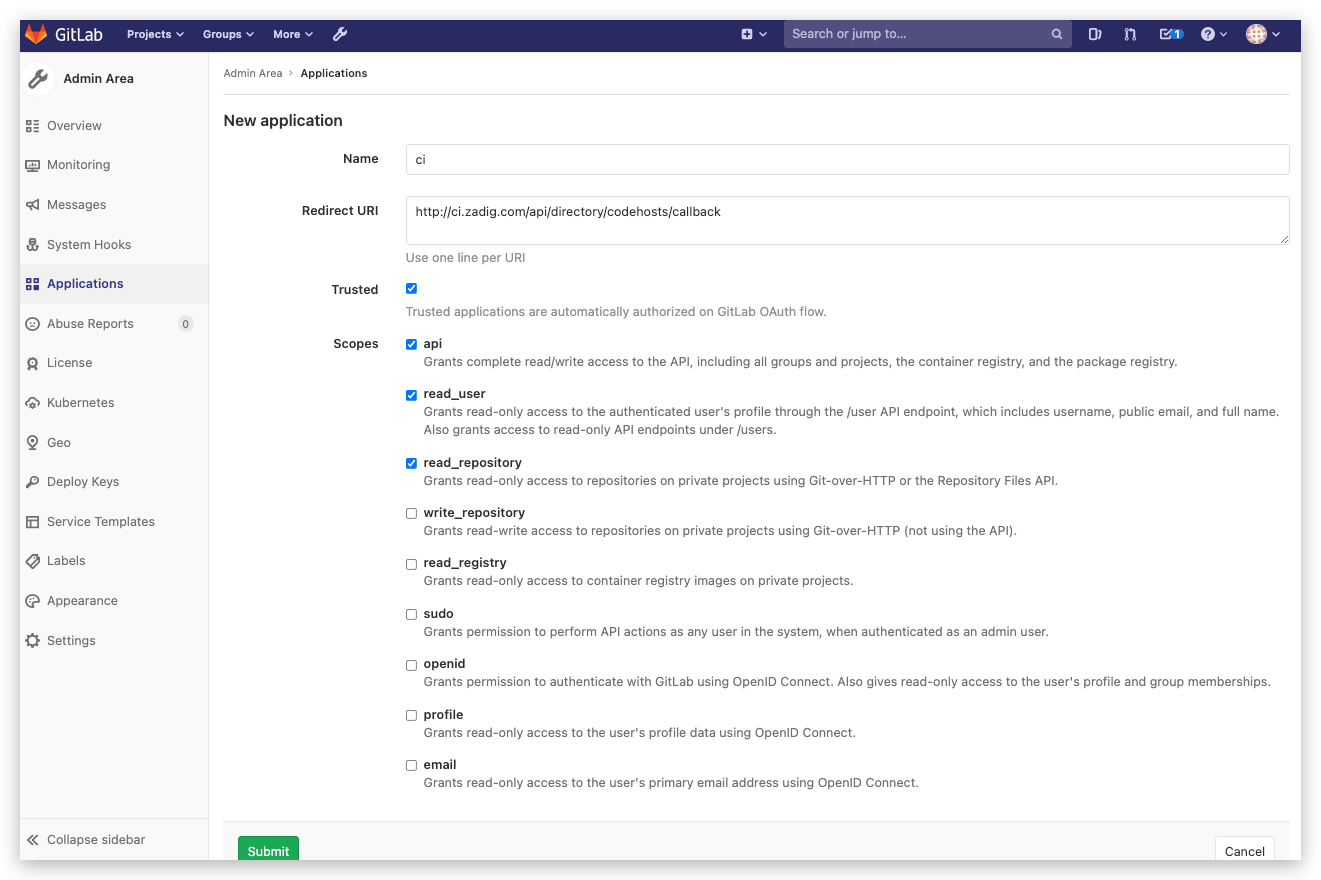 GitLab Projects Groups More Search or jump to... 1
Admin Area
Overview
Monitoring
Messages
System Hooks
Applications
Abuse Reports 0
License
Kubernetes
Geo
Deploy Keys
Service Templates
Labels
Appearance
Settings
Collapse sidebar
Admin Area › Applications
New application
Name ci
Redirect URI http://ci.zadig.com/api/directory/codehosts/callback
Use one line per URI
Trusted
Trusted applications are automatically authorized on GitLab OAuth flow.
Scopes api
Grants complete read/write access to the API, including all groups and projects, the container registry, and the package registry.
read_user
Grants read-only access to the authenticated user's profile through the /user API endpoint, which includes username, public email, and full name.
Also grants access to read-only API endpoints under /users.
read_repository
Grants read-only access to repositories on private projects using Git-over-HTTP or the Repository Files API.
write_repository
Grants read-write access to repositories on private projects using Git-over-HTTP (not using the API).
read_registry
Grants read-only access to container registry images on private projects.
sudo
Grants permission to perform API actions as any user in the system, when authenticated as an admin user.
openid
Grants permission to authenticate with GitLab using OpenID Connect. Also gives read-only access to the user's profile and group memberships.
profile
Grants read-only access to the user's profile data using OpenID Connect.
email
Grants read-only access to the user's primary email address using OpenID Connect.
Submit Cancel